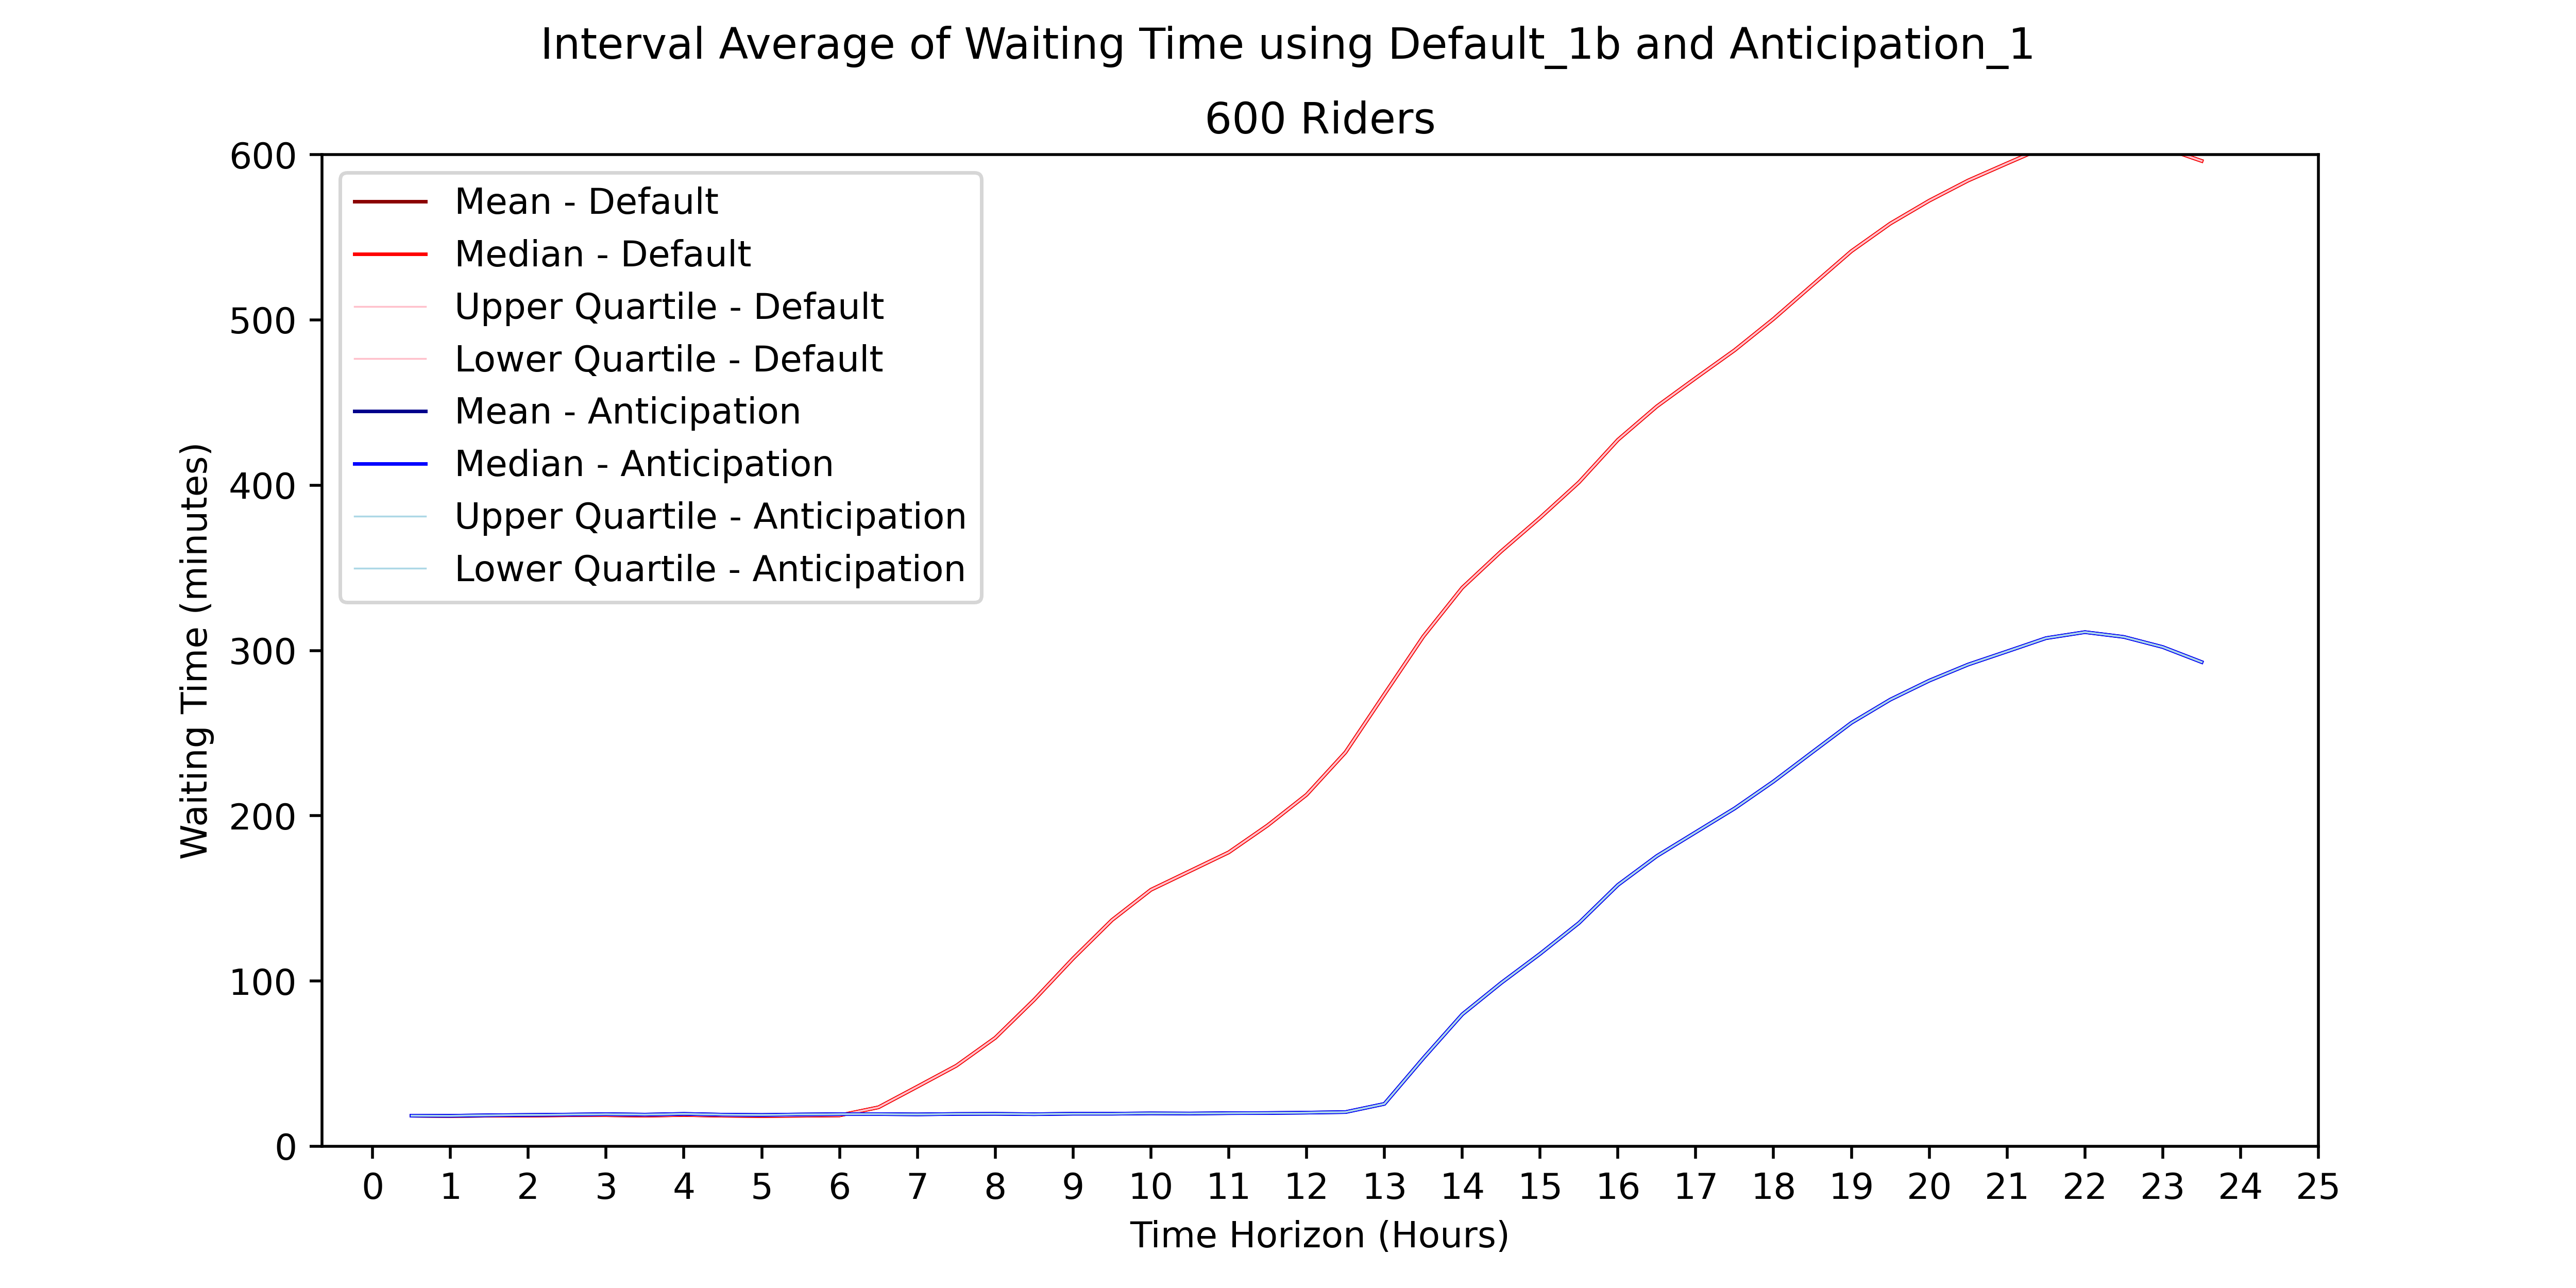 Interval Average of Waiting Time using Default_1b and Anticipation_1
600 Riders
600
500
400
300
200
100
0
Waiting Time (minutes)
Mean - Default
Median - Default
Upper Quartile - Default
Lower Quartile - Default
Mean - Anticipation
Median - Anticipation
Upper Quartile - Anticipation
Lower Quartile - Anticipation
0 1 2 3 4 5 6 7 8 9 10 11 12 13 14 15 16 17 18 19 20 21 22 23 24 25
Time Horizon (Hours)